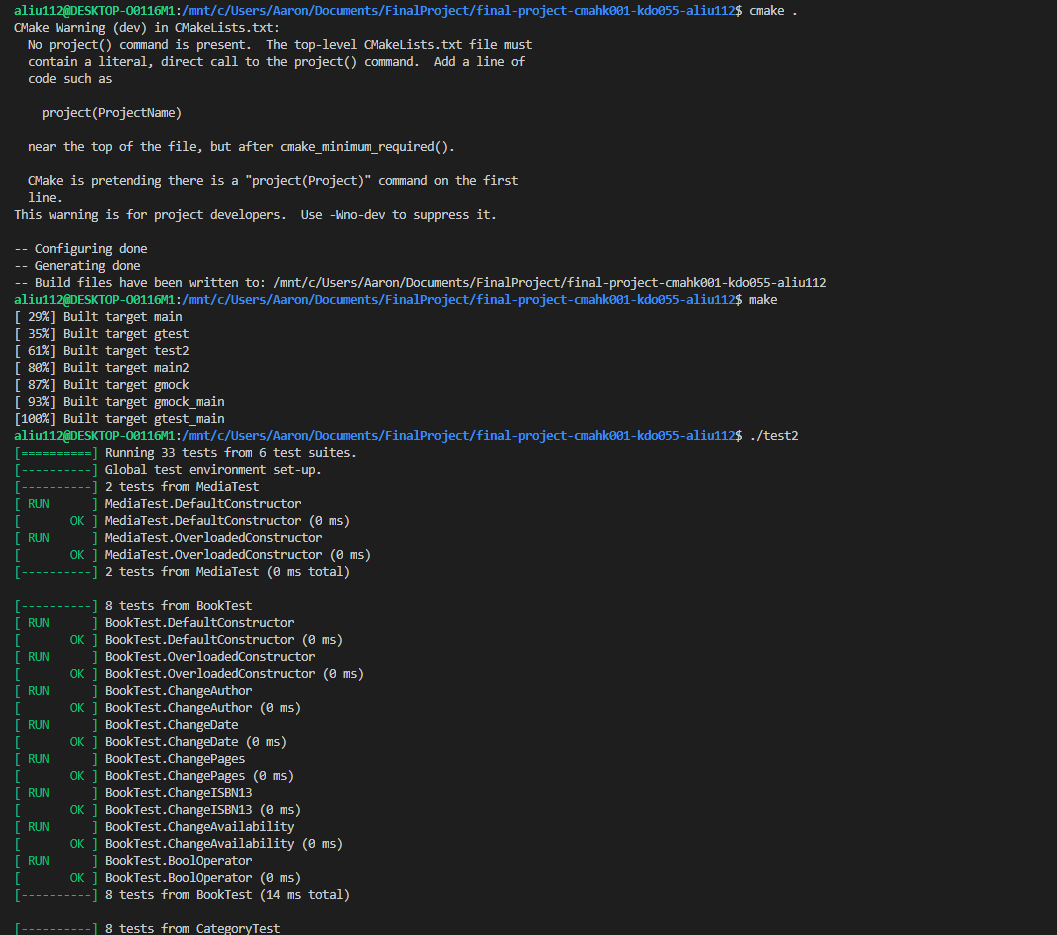 aliu112@DESKTOP-O0116M1:/mnt/c/Users/Aaron/Documents/FinalProject/final-project-cmahk001-kdo055-aliu112$ cmake .
CMake Warning (dev) in CMakeLists.txt:
  No project() command is present.  The top-level CMakeLists.txt file must
  contain a literal, direct call to the project() command.  Add a line of
  code such as

    project(ProjectName)

  near the top of the file, but after cmake_minimum_required().

  CMake is pretending there is a "project(Project)" command on the first
  line.
This warning is for project developers.  Use -Wno-dev to suppress it.

-- Configuring done
-- Generating done
-- Build files have been written to: /mnt/c/Users/Aaron/Documents/FinalProject/final-project-cmahk001-kdo055-aliu112
aliu112@DESKTOP-O0116M1:/mnt/c/Users/Aaron/Documents/FinalProject/final-project-cmahk001-kdo055-aliu112$ make
[ 29%] Built target main
[ 35%] Built target gtest
[ 61%] Built target test2
[ 80%] Built target main2
[ 87%] Built target gmock
[ 93%] Built target gmock_main
[100%] Built target gtest_main
aliu112@DESKTOP-O0116M1:/mnt/c/Users/Aaron/Documents/FinalProject/final-project-cmahk001-kdo055-aliu112$ ./test2
[==========] Running 33 tests from 6 test suites.
[----------] Global test environment set-up.
[----------] 2 tests from MediaTest
[ RUN      ] MediaTest.DefaultConstructor
[       OK ] MediaTest.DefaultConstructor (0 ms)
[ RUN      ] MediaTest.OverloadedConstructor
[       OK ] MediaTest.OverloadedConstructor (0 ms)
[----------] 2 tests from MediaTest (0 ms total)

[----------] 8 tests from BookTest
[ RUN      ] BookTest.DefaultConstructor
[       OK ] BookTest.DefaultConstructor (0 ms)
[ RUN      ] BookTest.OverloadedConstructor
[       OK ] BookTest.OverloadedConstructor (0 ms)
[ RUN      ] BookTest.ChangeAuthor
[       OK ] BookTest.ChangeAuthor (0 ms)
[ RUN      ] BookTest.ChangeDate
[       OK ] BookTest.ChangeDate (0 ms)
[ RUN      ] BookTest.ChangePages
[       OK ] BookTest.ChangePages (0 ms)
[ RUN      ] BookTest.ChangeISBN13
[       OK ] BookTest.ChangeISBN13 (0 ms)
[ RUN      ] BookTest.ChangeAvailability
[       OK ] BookTest.ChangeAvailability (0 ms)
[ RUN      ] BookTest.BoolOperator
[       OK ] BookTest.BoolOperator (0 ms)
[----------] 8 tests from BookTest (14 ms total)

[----------] 8 tests from CategoryTest